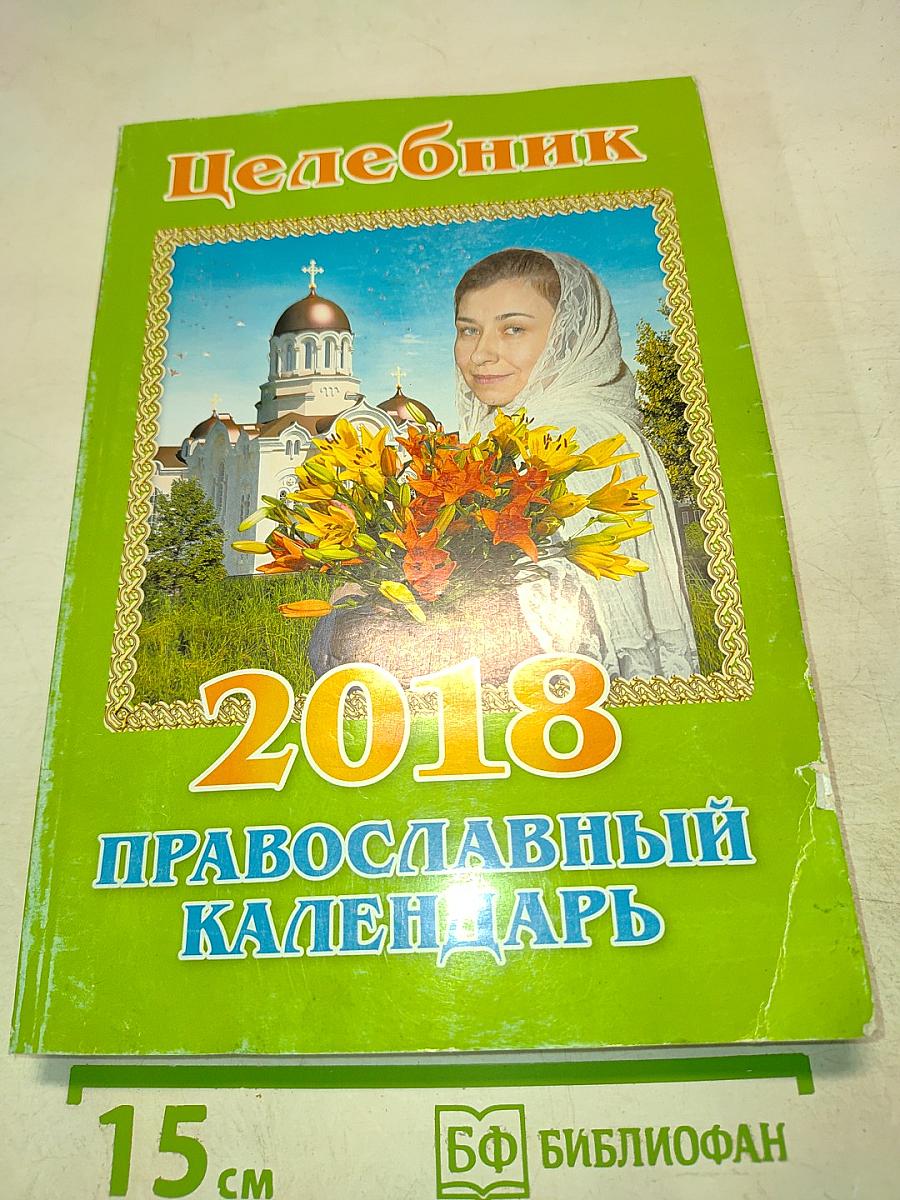 Целебник
2018
ПРАВОСЛАВНЫЙ
КАЛЕНДАРЬ
15 см
БФ БИБЛИОФАН